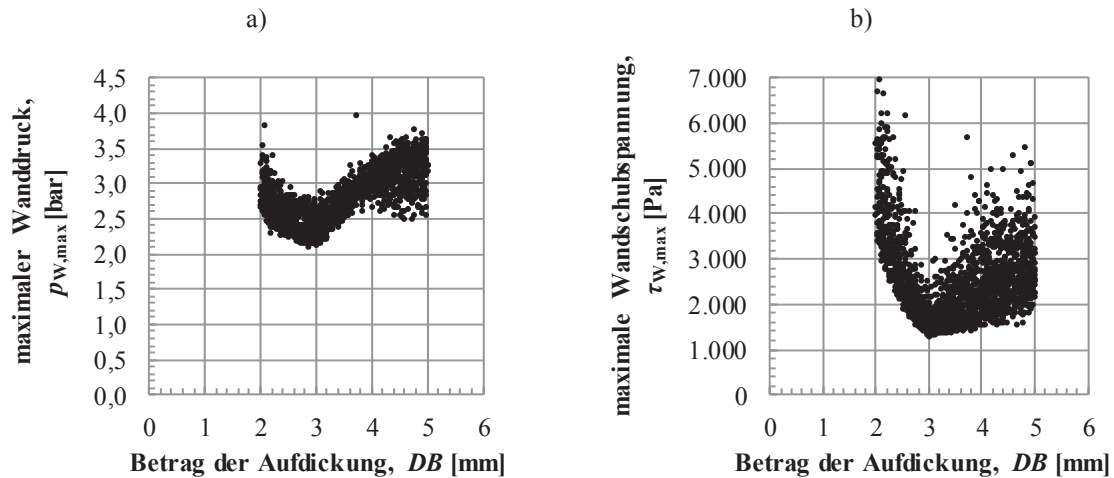 a)
maximaler Wanddruck,
pW,max [bar]
4,5
4,0
3,5
3,0
2,5
2,0
1,5
1,0
0,5
0,0
0 1 2 3 4 5 6
Betrag der Aufdickung, DB [mm]
b)
maximale Wandschubspannung,
τW,max [Pa]
7.000
6.000
5.000
4.000
3.000
2.000
1.000
0
0 1 2 3 4 5 6
Betrag der Aufdickung, DB [mm]